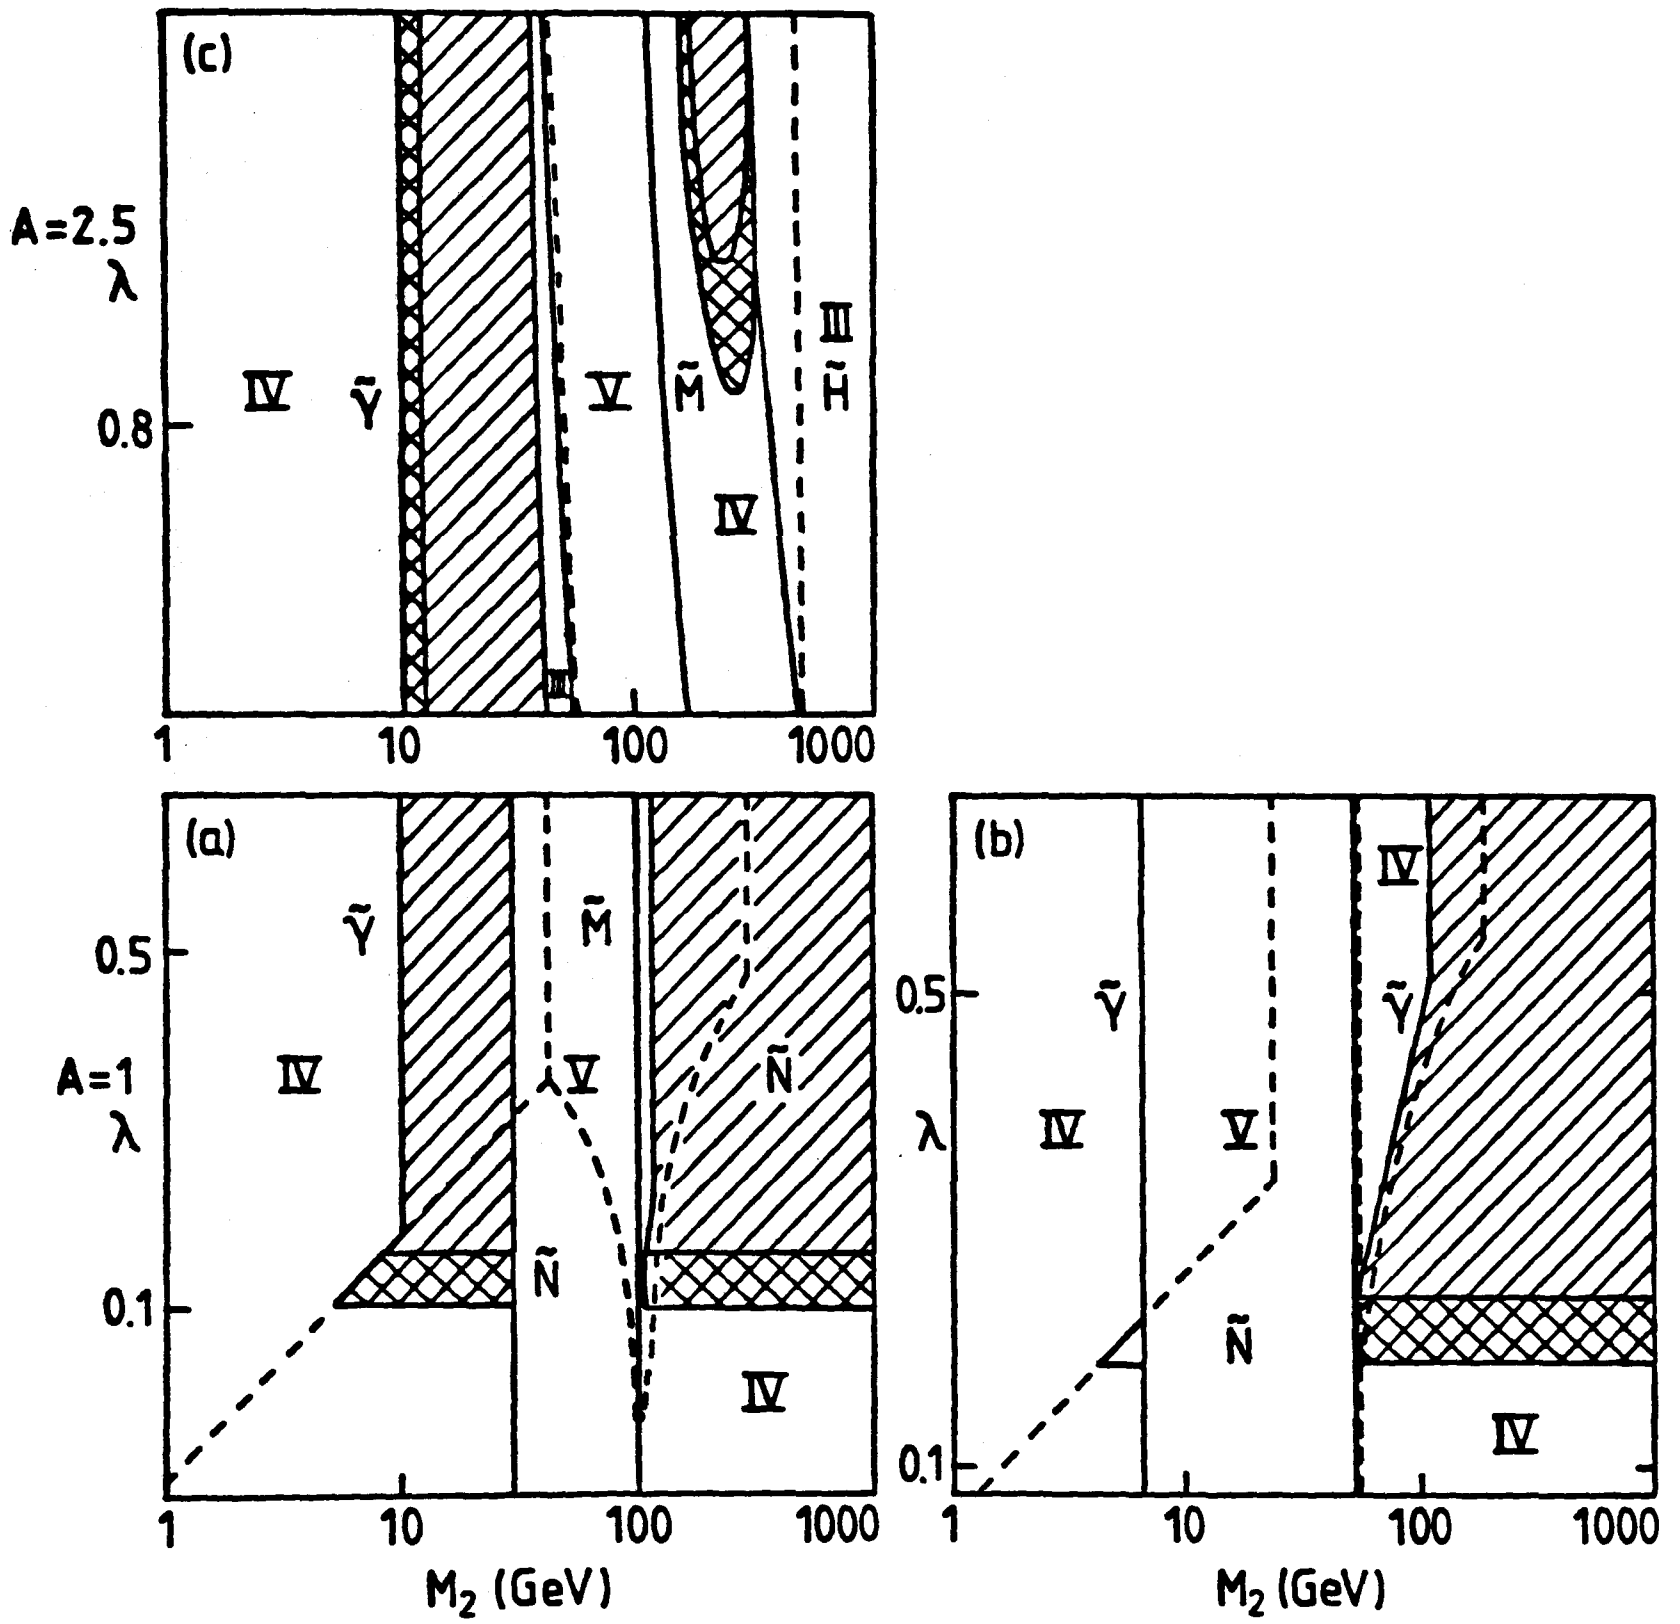 (c)
A=2.5
λ
0.8
IV
γ̃
III
V
M̃
IV
III
H̃
1 10 100 1000
(a)
γ̃
M̃
0.5
IV
V
Ñ
A=1
λ
Ñ
0.1
IV
1 10 100 1000
M₂ (GeV)
(b)
IV
0.5
γ̃
γ̃
λ
IV
V
Ñ
0.1
IV
1 10 100 1000
M₂ (GeV)